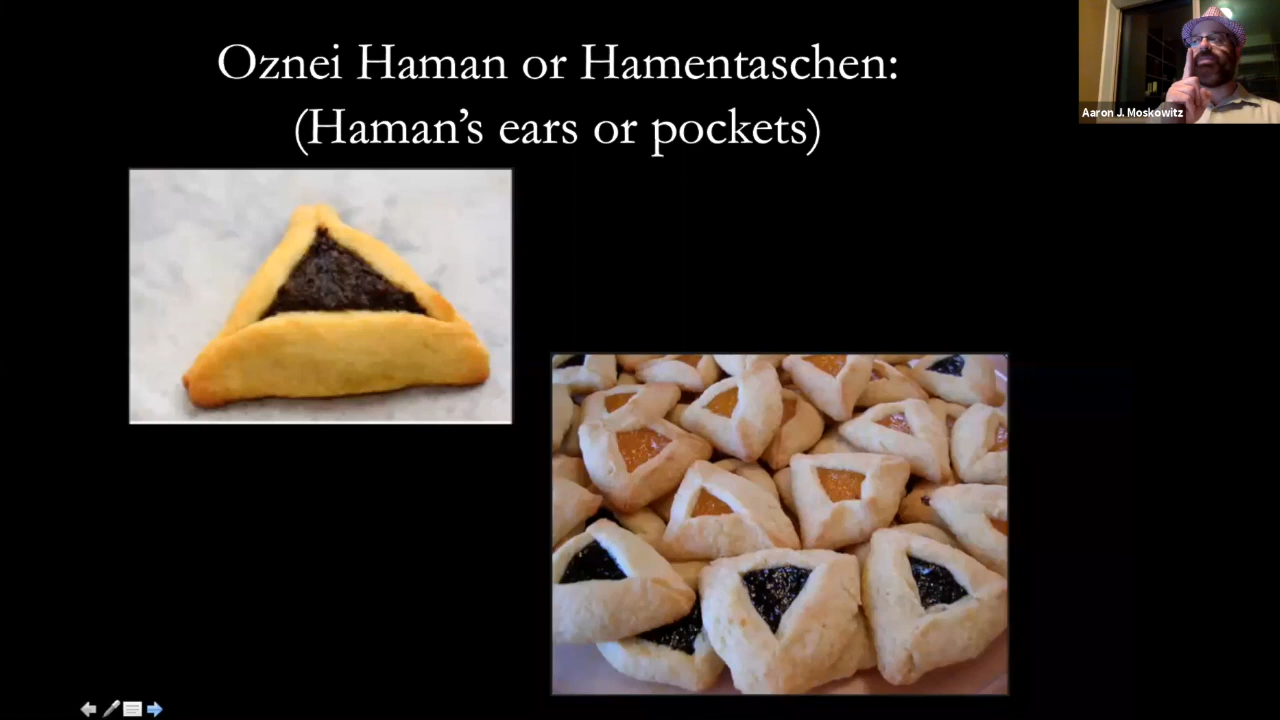 Oznei Haman or Hamentaschen:
(Haman’s ears or pockets)
Aaron J. Moskowitz